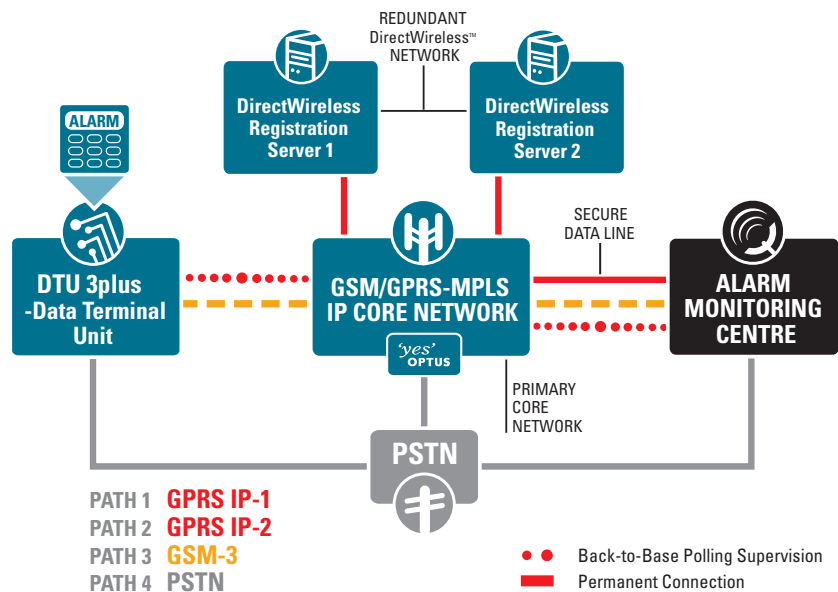 REDUNDANT
DirectWireless™
NETWORK
DirectWireless
Registration
Server 1
DirectWireless
Registration
Server 2
ALARM
DTU 3plus
-Data Terminal
Unit
GSM/GPRS-MPLS
IP CORE NETWORK
'yes'
OPTUS
SECURE
DATA LINE
ALARM
MONITORING
CENTRE
PRIMARY
CORE
NETWORK
PSTN
PATH 1 GPRS IP-1
PATH 2 GPRS IP-2
PATH 3 GSM-3
PATH 4 PSTN
Back-to-Base Polling Supervision
Permanent Connection